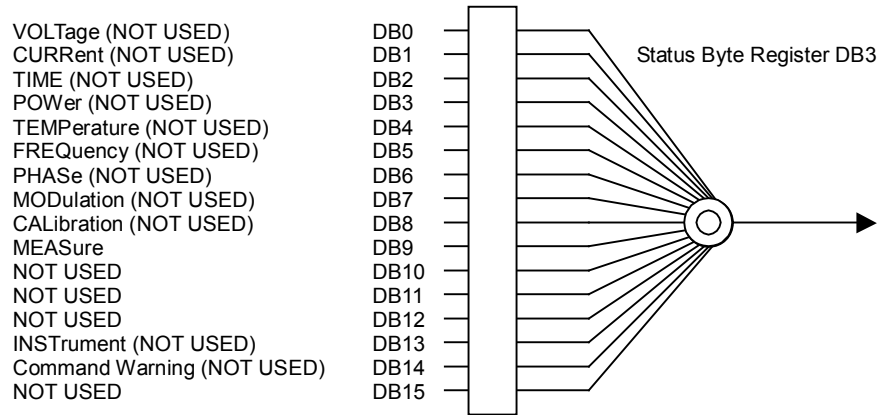 VOLTage (NOT USED) DB0
CURRent (NOT USED) DB1 Status Byte Register DB3
TIME (NOT USED) DB2
POWer (NOT USED) DB3
TEMPerature (NOT USED) DB4
FREQuency (NOT USED) DB5
PHASe (NOT USED) DB6
MODulation (NOT USED) DB7
CALibration (NOT USED) DB8
MEASure DB9
NOT USED DB10
NOT USED DB11
NOT USED DB12
INSTrument (NOT USED) DB13
Command Warning (NOT USED) DB14
NOT USED DB15